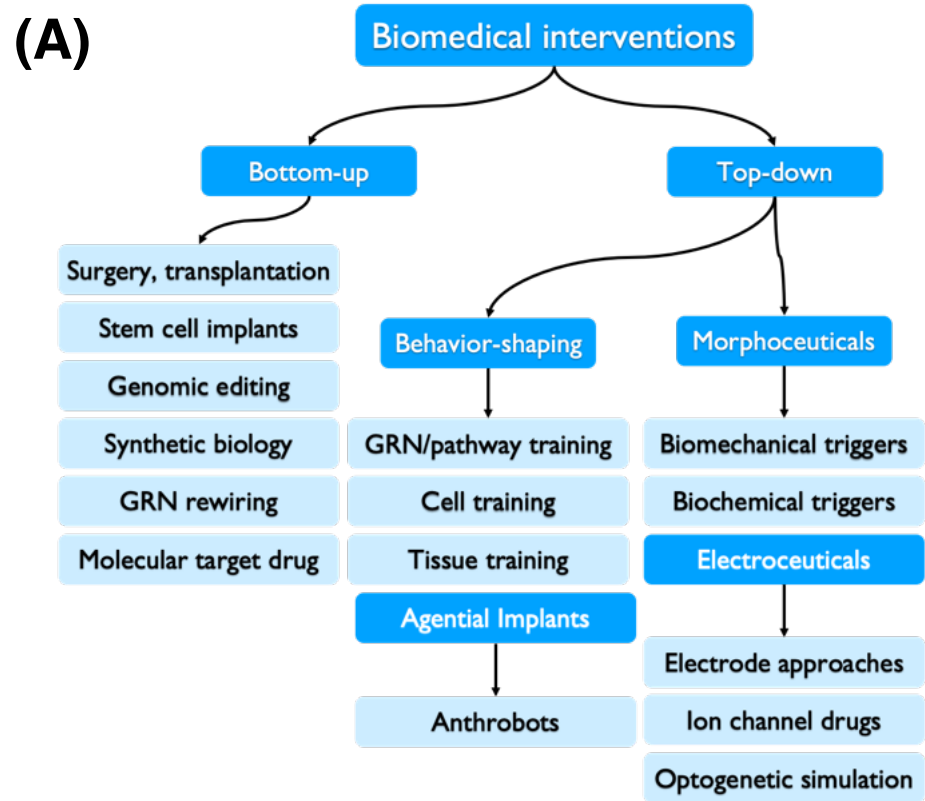 (A)
Biomedical interventions
Bottom-up
Top-down
Surgery, transplantation
Stem cell implants
Genomic editing
Synthetic biology
GRN rewiring
Molecular target drug
Behavior-shaping
GRN/pathway training
Cell training
Tissue training
Agential Implants
Anthrobots
Morphoceuticals
Biomechanical triggers
Biochemical triggers
Electroceuticals
Electrode approaches
Ion channel drugs
Optogenetic simulation